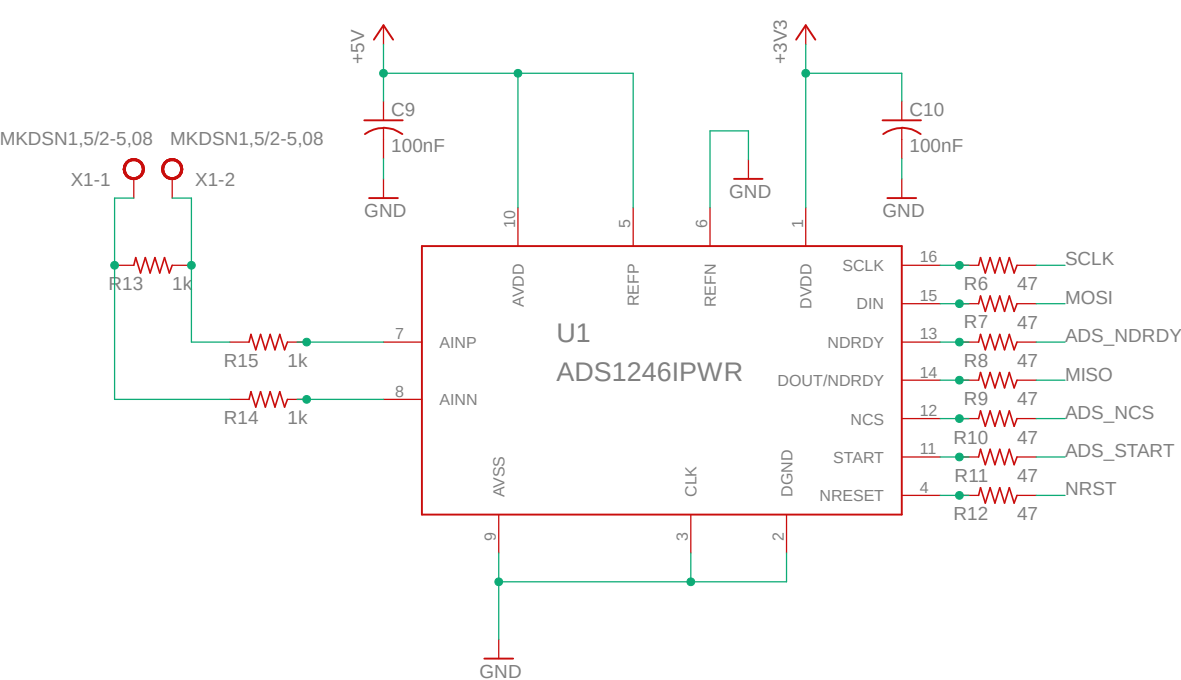 +5V
+3V3
C9
100nF
C10
100nF
MKDSN1,5/2-5,08 MKDSN1,5/2-5,08
X1-1 X1-2
GND
GND
GND
R13 1k
10
5
6
1
AVDD
REFP
REFN
DVDD
U1
ADS1246IPWR
7 AINP
R15 1k
8 AINN
R14 1k
SCLK 16 SCLK
R6 47
DIN 15 MOSI
R7 47
NDRDY 13 ADS_NDRDY
R8 47
DOUT/NDRDY 14 MISO
R9 47
NCS 12 ADS_NCS
R10 47
START 11 ADS_START
R11 47
NRESET 4 NRST
R12 47
AVSS
CLK
DGND
9
3
2
GND